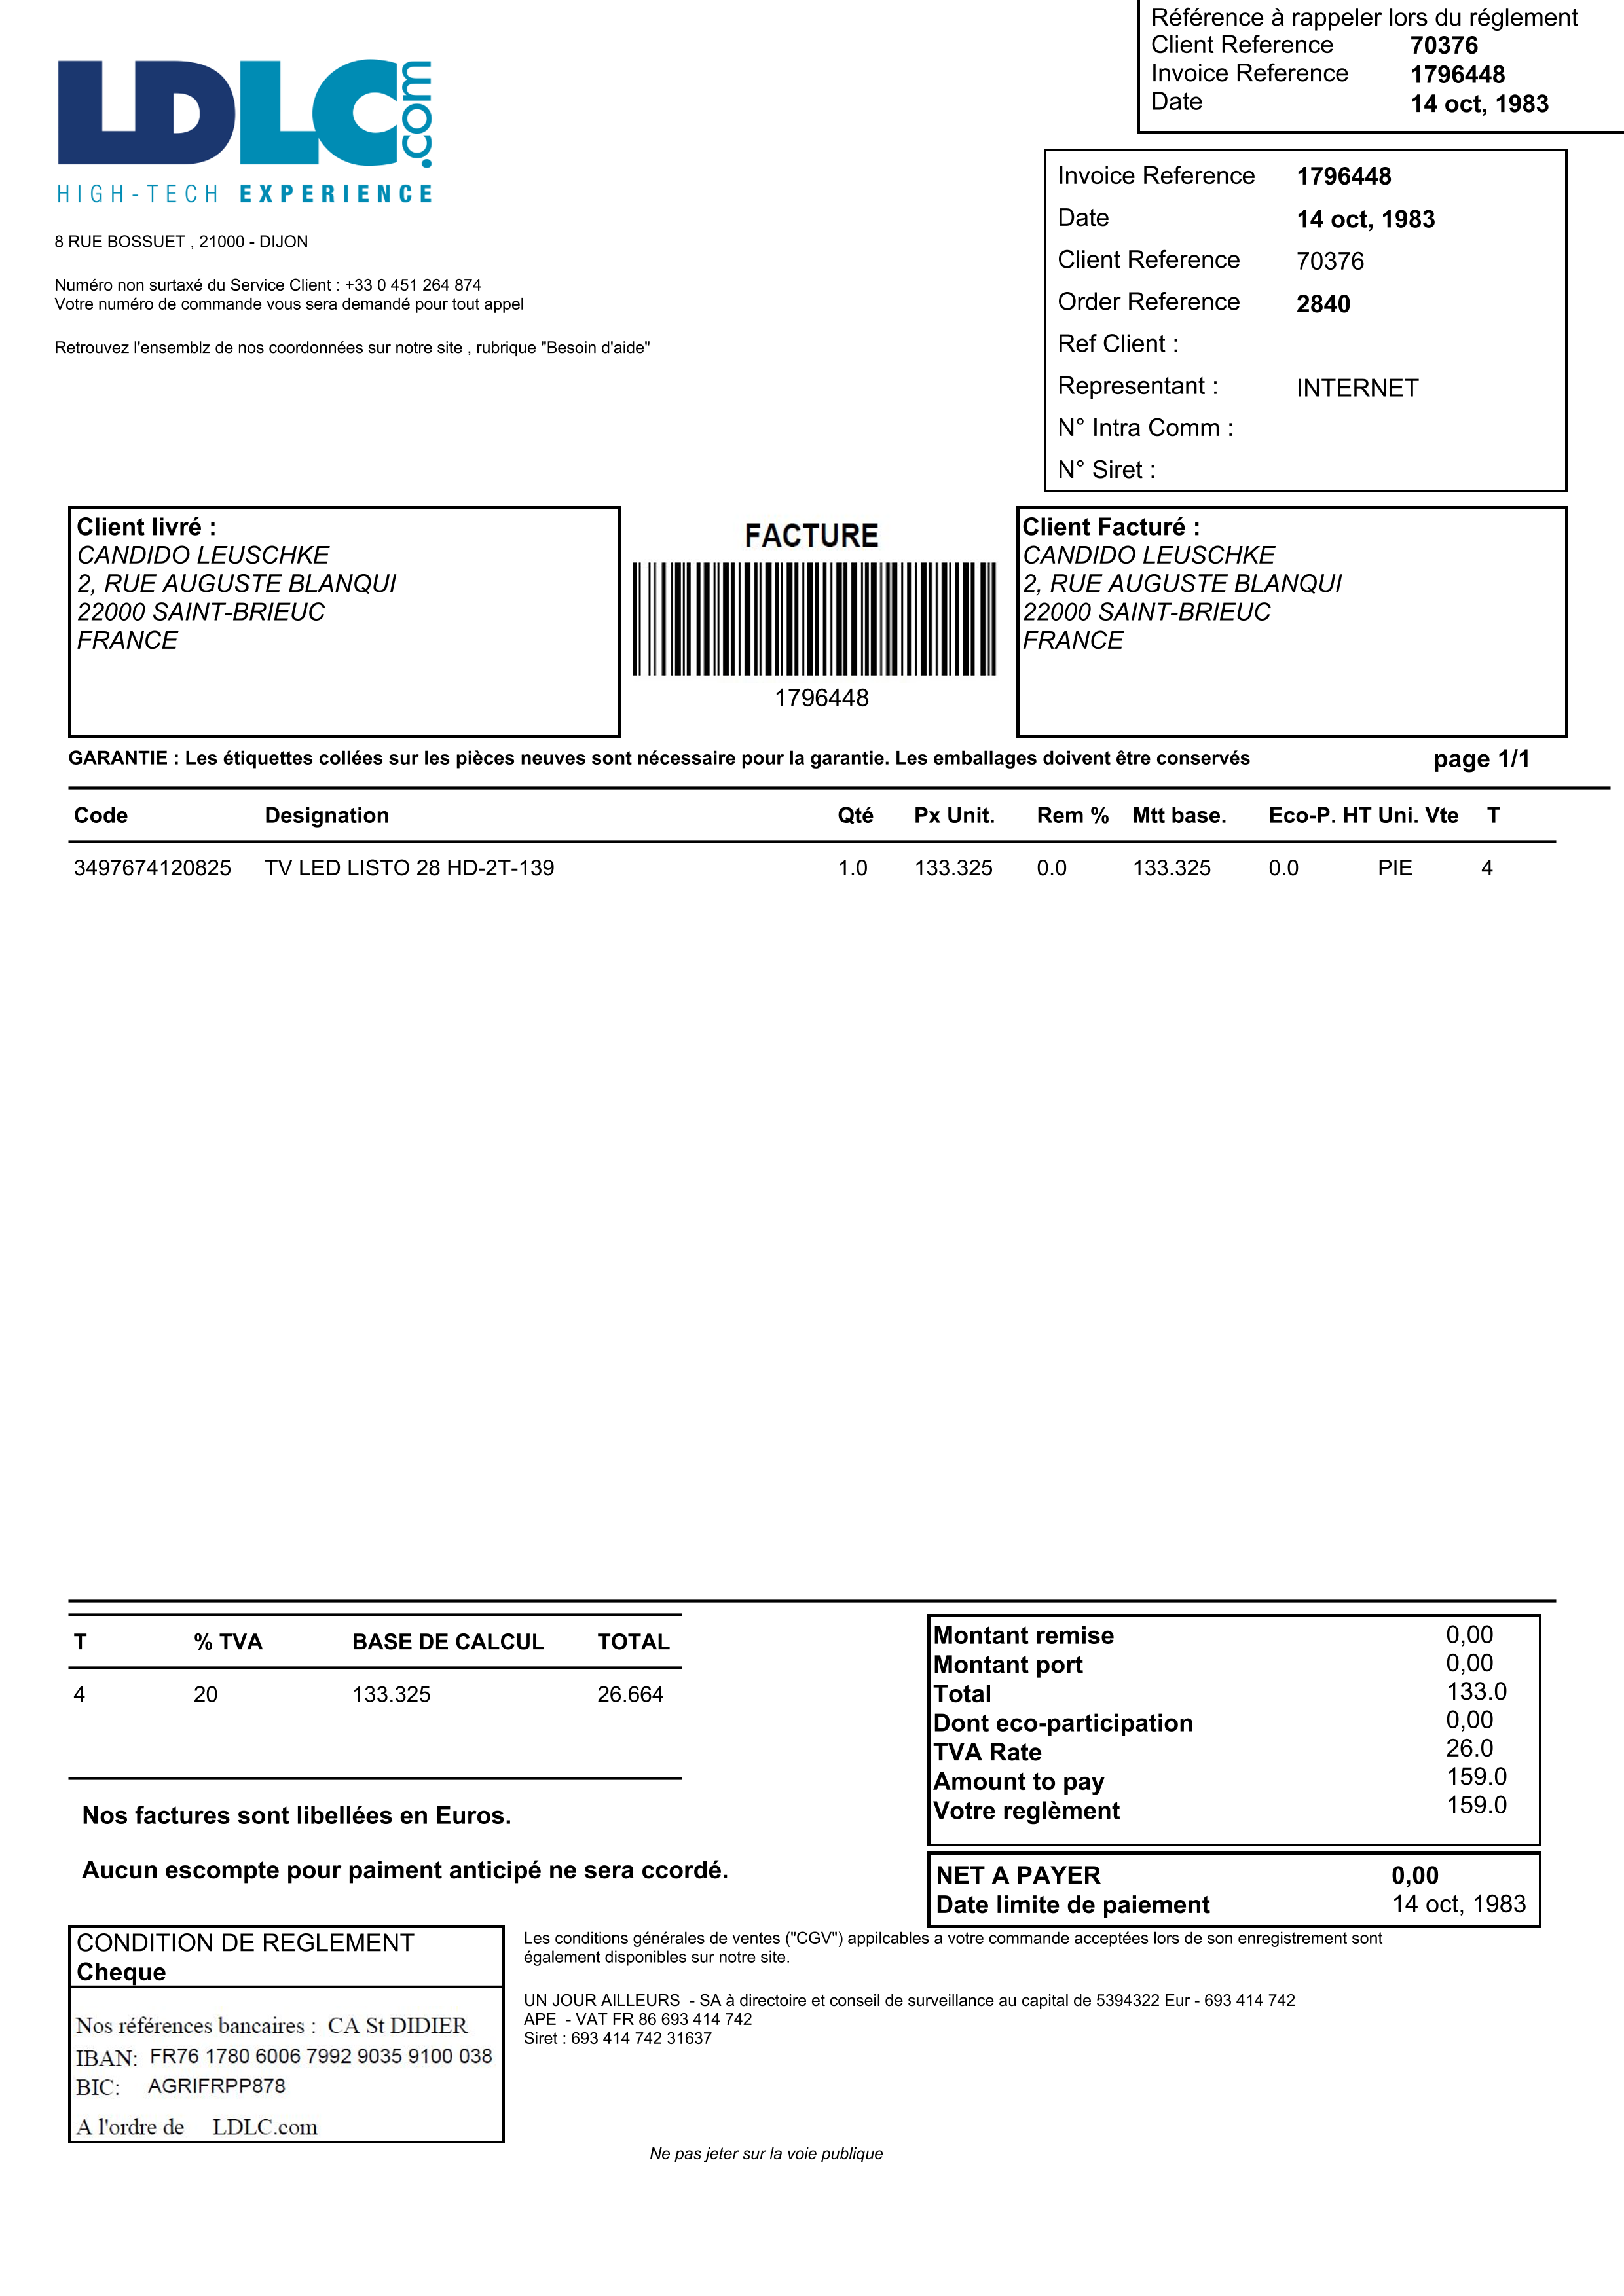 Référence à rappeler lors du réglement
Client Reference 70376
Invoice Reference 1796448
Date 14 oct, 1983
LDLC.com
HIGH-TECH EXPERIENCE
8 RUE BOSSUET , 21000 - DIJON
Numéro non surtaxé du Service Client : +33 0 451 264 874
Votre numéro de commande vous sera demandé pour tout appel
Retrouvez l'ensemblz de nos coordonnées sur notre site , rubrique "Besoin d'aide"
Invoice Reference 1796448
Date 14 oct, 1983
Client Reference 70376
Order Reference 2840
Ref Client :
Representant : INTERNET
N° Intra Comm :
N° Siret :
Client livré :
CANDIDO LEUSCHKE
2, RUE AUGUSTE BLANQUI
22000 SAINT-BRIEUC
FRANCE
FACTURE
1796448
Client Facturé :
CANDIDO LEUSCHKE
2, RUE AUGUSTE BLANQUI
22000 SAINT-BRIEUC
FRANCE
GARANTIE : Les étiquettes collées sur les pièces neuves sont nécessaire pour la garantie. Les emballages doivent être conservés page 1/1
Code Designation Qté Px Unit. Rem % Mtt base. Eco-P. HT Uni. Vte T
3497674120825 TV LED LISTO 28 HD-2T-139 1.0 133.325 0.0 133.325 0.0 PIE 4
T % TVA BASE DE CALCUL TOTAL
4 20 133.325 26.664
Nos factures sont libellées en Euros.
Aucun escompte pour paiment anticipé ne sera ccordé.
Montant remise 0,00
Montant port 0,00
Total 133.0
Dont eco-participation 0,00
TVA Rate 26.0
Amount to pay 159.0
Votre reglèment 159.0
NET A PAYER 0,00
Date limite de paiement 14 oct, 1983
CONDITION DE REGLEMENT
Cheque
Nos références bancaires : CA St DIDIER
IBAN: FR76 1780 6006 7992 9035 9100 038
BIC: AGRIFRPP878
A l'ordre de LDLC.com
Les conditions générales de ventes ("CGV") appilcables a votre commande acceptées lors de son enregistrement sont
également disponibles sur notre site.
UN JOUR AILLEURS - SA à directoire et conseil de surveillance au capital de 5394322 Eur - 693 414 742
APE - VAT FR 86 693 414 742
Siret : 693 414 742 31637
Ne pas jeter sur la voie publique